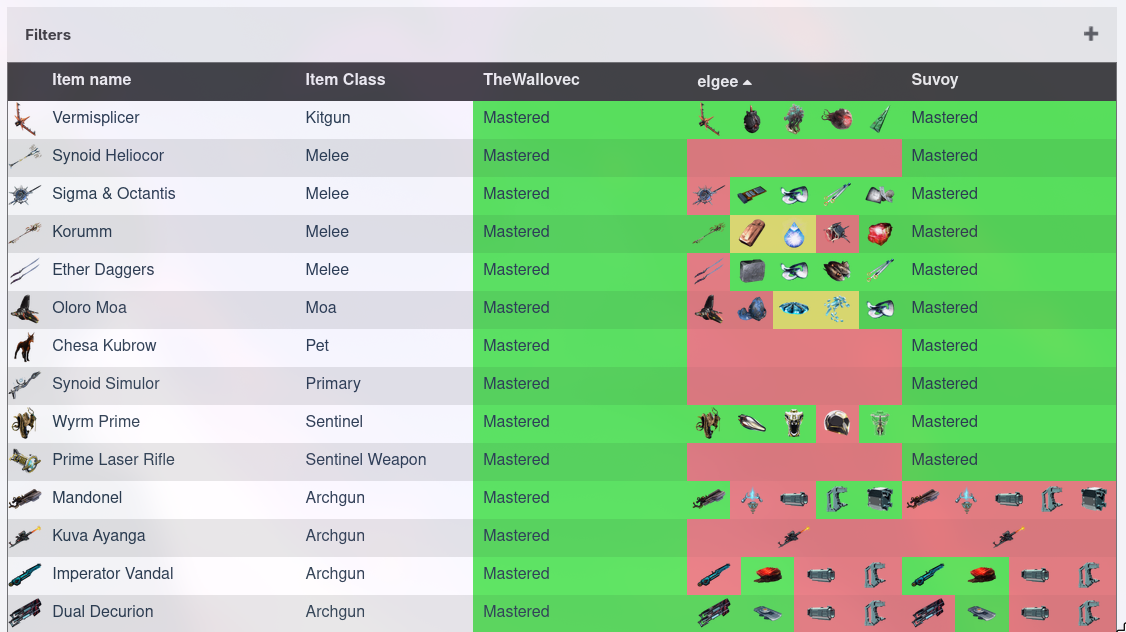 Filters +
Item name Item Class TheWallovec elgee Suvoy
Vermisplicer Kitgun Mastered Mastered
Synoid Heliocor Melee Mastered Mastered
Sigma & Octantis Melee Mastered Mastered
Korumm Melee Mastered Mastered
Ether Daggers Melee Mastered Mastered
Oloro Moa Moa Mastered Mastered
Chesa Kubrow Pet Mastered Mastered
Synoid Simulor Primary Mastered Mastered
Wyrm Prime Sentinel Mastered Mastered
Prime Laser Rifle Sentinel Weapon Mastered Mastered
Mandonel Archgun Mastered
Kuva Ayanga Archgun Mastered
Imperator Vandal Archgun Mastered
Dual Decurion Archgun Mastered